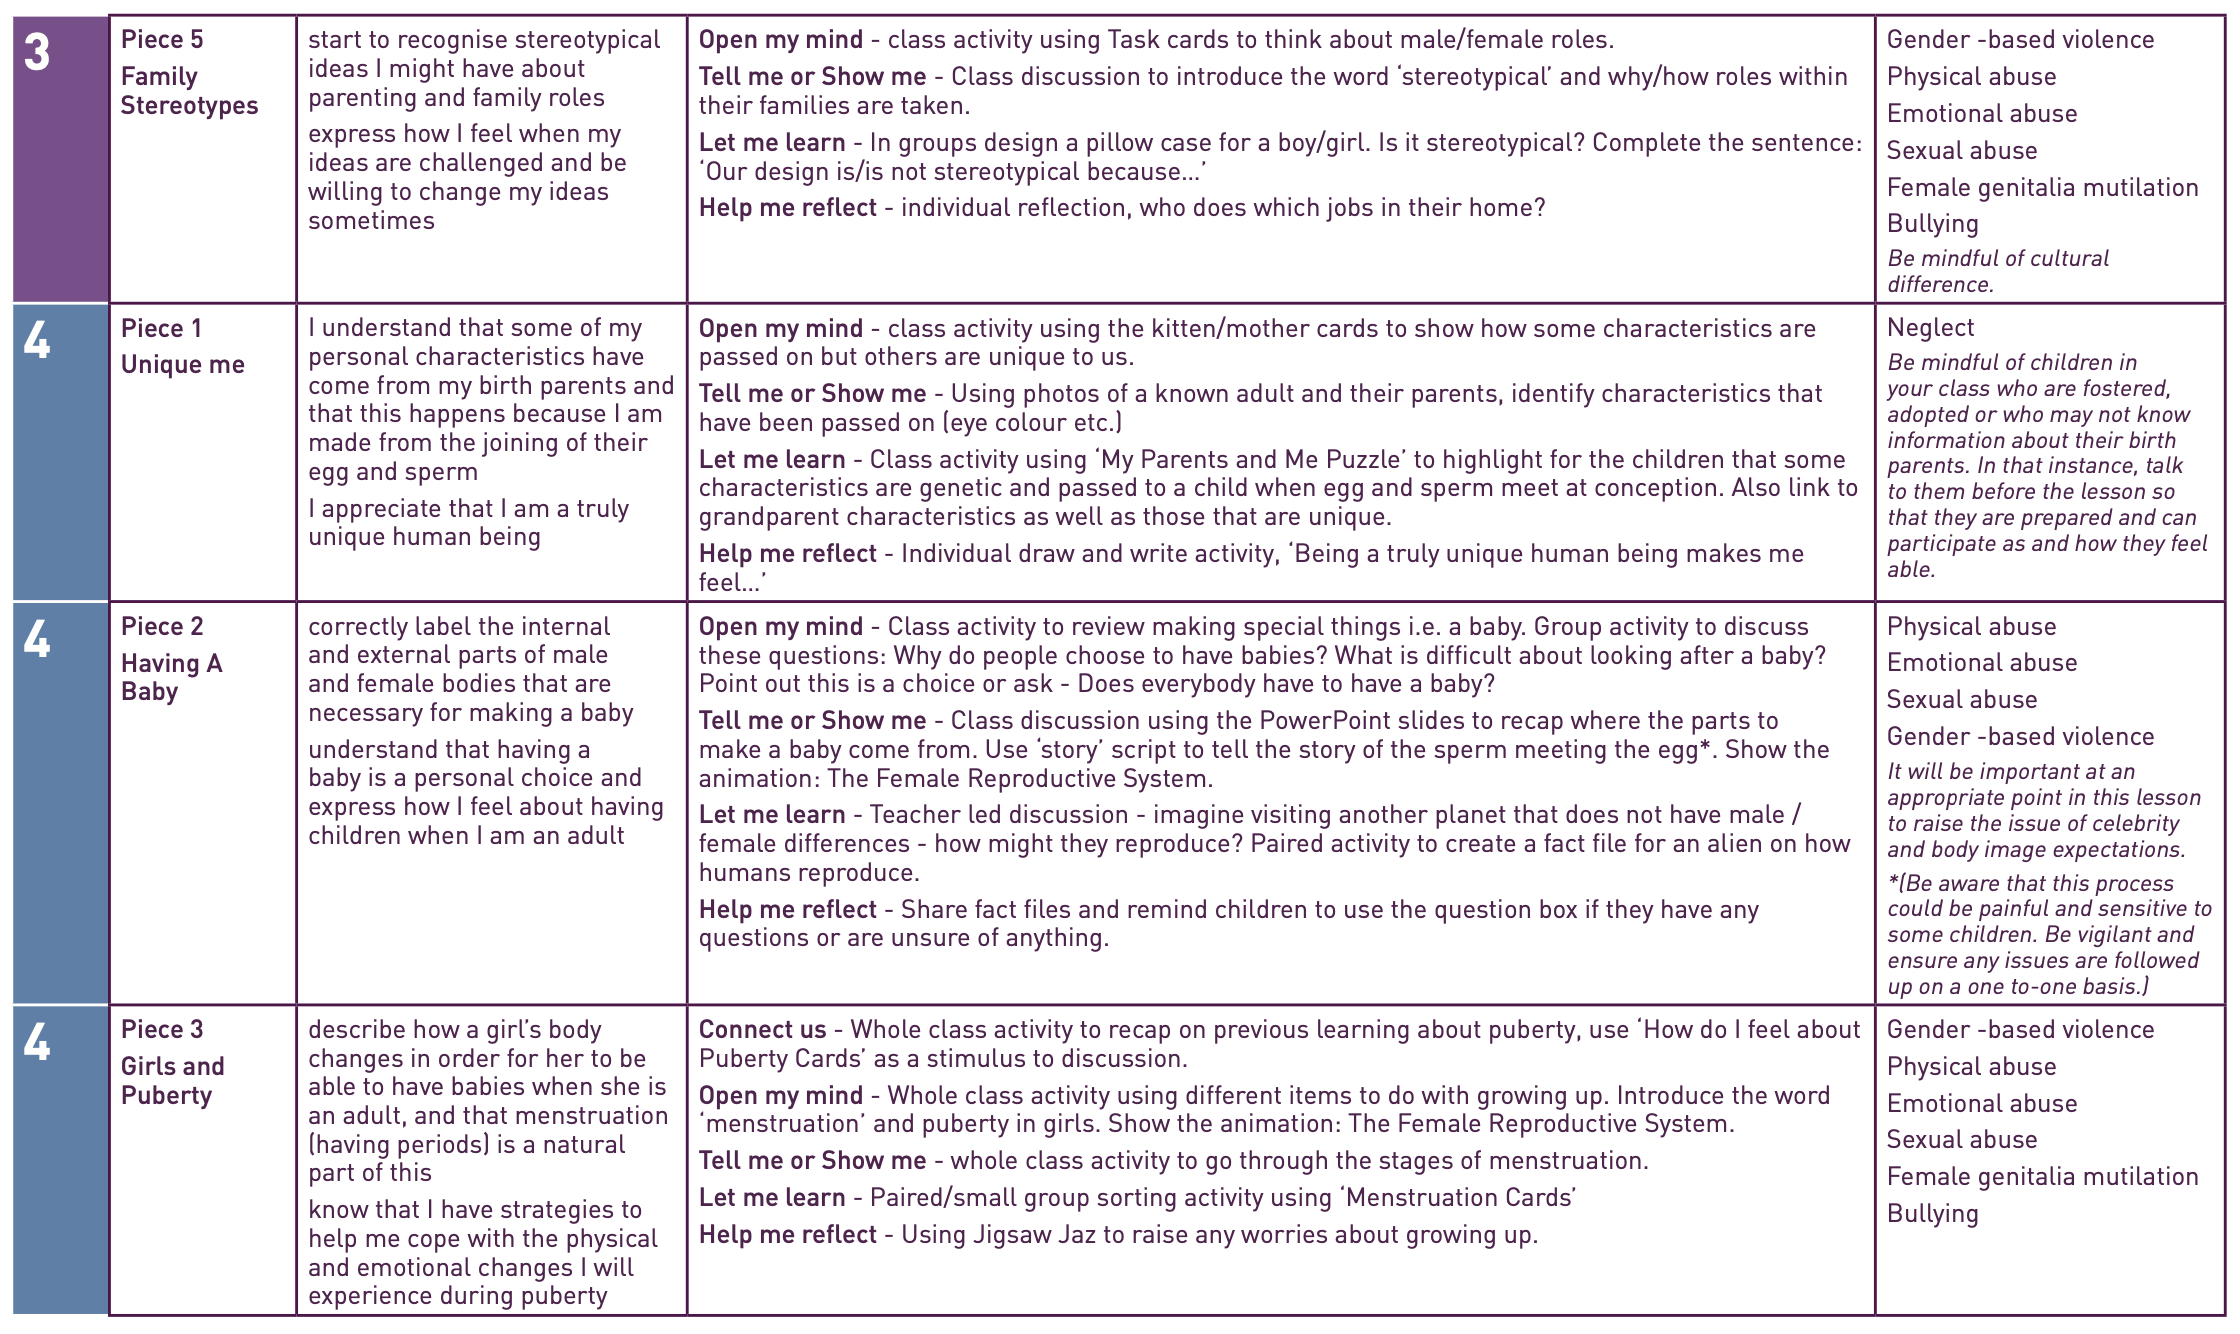 3
Piece 5
Family
Stereotypes
start to recognise stereotypical
ideas I might have about
parenting and family roles
express how I feel when my
ideas are challenged and be
willing to change my ideas
sometimes
Open my mind - class activity using Task cards to think about male/female roles.
Tell me or Show me - Class discussion to introduce the word ‘stereotypical’ and why/how roles within
their families are taken.
Let me learn - In groups design a pillow case for a boy/girl. Is it stereotypical? Complete the sentence:
‘Our design is/is not stereotypical because...’
Help me reflect - individual reflection, who does which jobs in their home?
Gender -based violence
Physical abuse
Emotional abuse
Sexual abuse
Female genitalia mutilation
Bullying
Be mindful of cultural
difference.
4
Piece 1
Unique me
I understand that some of my
personal characteristics have
come from my birth parents and
that this happens because I am
made from the joining of their
egg and sperm
I appreciate that I am a truly
unique human being
Open my mind - class activity using the kitten/mother cards to show how some characteristics are
passed on but others are unique to us.
Tell me or Show me - Using photos of a known adult and their parents, identify characteristics that
have been passed on (eye colour etc.)
Let me learn - Class activity using ‘My Parents and Me Puzzle’ to highlight for the children that some
characteristics are genetic and passed to a child when egg and sperm meet at conception. Also link to
grandparent characteristics as well as those that are unique.
Help me reflect - Individual draw and write activity, ‘Being a truly unique human being makes me
feel...’
Neglect
Be mindful of children in
your class who are fostered,
adopted or who may not know
information about their birth
parents. In that instance, talk
to them before the lesson so
that they are prepared and can
participate as and how they feel
able.
4
Piece 2
Having A
Baby
correctly label the internal
and external parts of male
and female bodies that are
necessary for making a baby
understand that having a
baby is a personal choice and
express how I feel about having
children when I am an adult
Open my mind - Class activity to review making special things i.e. a baby. Group activity to discuss
these questions: Why do people choose to have babies? What is difficult about looking after a baby?
Point out this is a choice or ask - Does everybody have to have a baby?
Tell me or Show me - Class discussion using the PowerPoint slides to recap where the parts to
make a baby come from. Use ‘story’ script to tell the story of the sperm meeting the egg*. Show the
animation: The Female Reproductive System.
Let me learn - Teacher led discussion - imagine visiting another planet that does not have male /
female differences - how might they reproduce? Paired activity to create a fact file for an alien on how
humans reproduce.
Help me reflect - Share fact files and remind children to use the question box if they have any
questions or are unsure of anything.
Physical abuse
Emotional abuse
Sexual abuse
Gender -based violence
It will be important at an
appropriate point in this lesson
to raise the issue of celebrity
and body image expectations.
*(Be aware that this process
could be painful and sensitive to
some children. Be vigilant and
ensure any issues are followed
up on a one to-one basis.)
4
Piece 3
Girls and
Puberty
describe how a girl’s body
changes in order for her to be
able to have babies when she is
an adult, and that menstruation
(having periods) is a natural
part of this
know that I have strategies to
help me cope with the physical
and emotional changes I will
experience during puberty
Connect us - Whole class activity to recap on previous learning about puberty, use ‘How do I feel about
Puberty Cards’ as a stimulus to discussion.
Open my mind - Whole class activity using different items to do with growing up. Introduce the word
‘menstruation’ and puberty in girls. Show the animation: The Female Reproductive System.
Tell me or Show me - whole class activity to go through the stages of menstruation.
Let me learn - Paired/small group sorting activity using ‘Menstruation Cards’
Help me reflect - Using Jigsaw Jaz to raise any worries about growing up.
Gender -based violence
Physical abuse
Emotional abuse
Sexual abuse
Female genitalia mutilation
Bullying